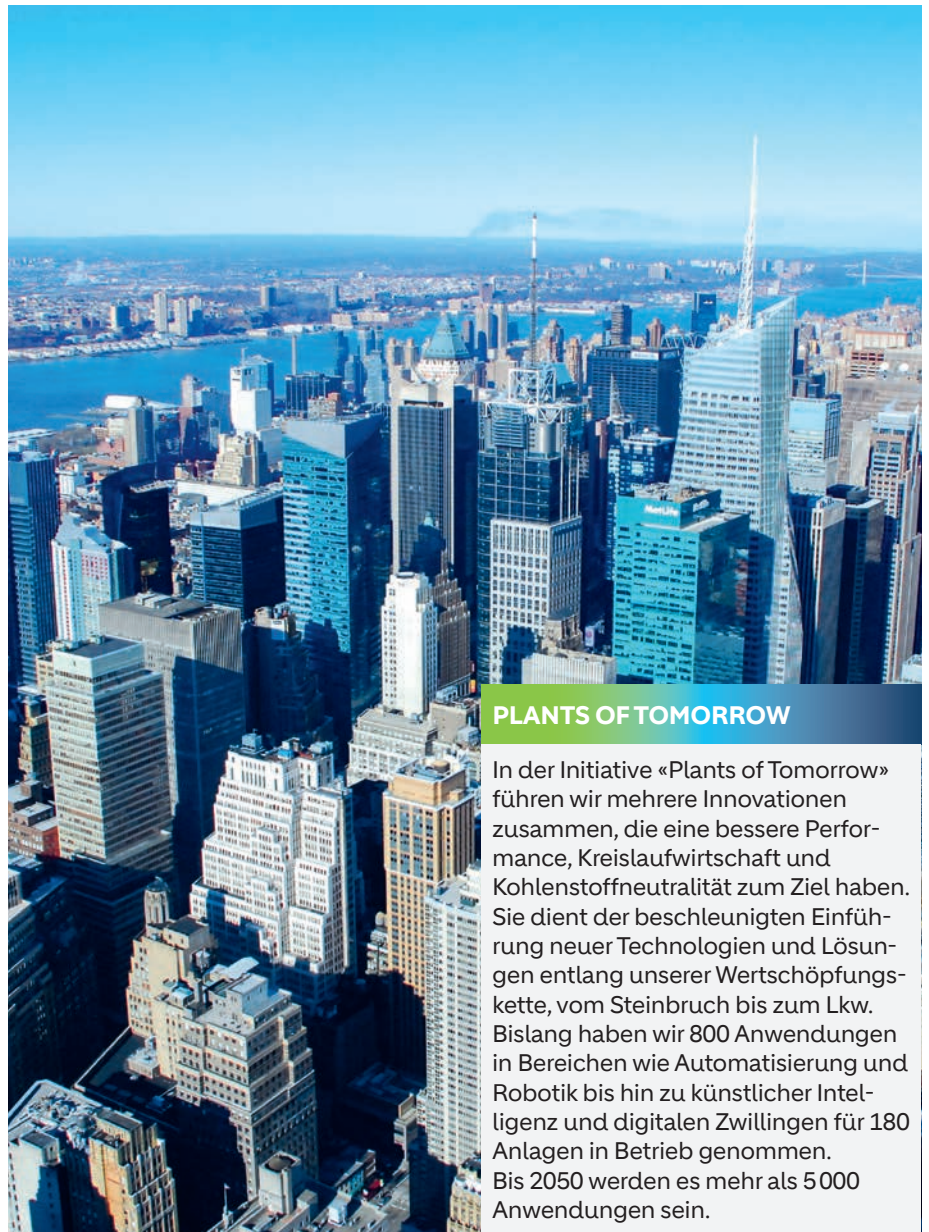 MetLife
PLANTS OF TOMORROW
In der Initiative «Plants of Tomorrow»
führen wir mehrere Innovationen
zusammen, die eine bessere Perfor-
mance, Kreislaufwirtschaft und
Kohlenstoffneutralität zum Ziel haben.
Sie dient der beschleunigten Einfüh-
rung neuer Technologien und Lösun-
gen entlang unserer Wertschöpfungs-
kette, vom Steinbruch bis zum Lkw.
Bislang haben wir 800 Anwendungen
in Bereichen wie Automatisierung und
Robotik bis hin zu künstlicher Intel-
ligenz und digitalen Zwillingen für 180
Anlagen in Betrieb genommen.
Bis 2050 werden es mehr als 5 000
Anwendungen sein.